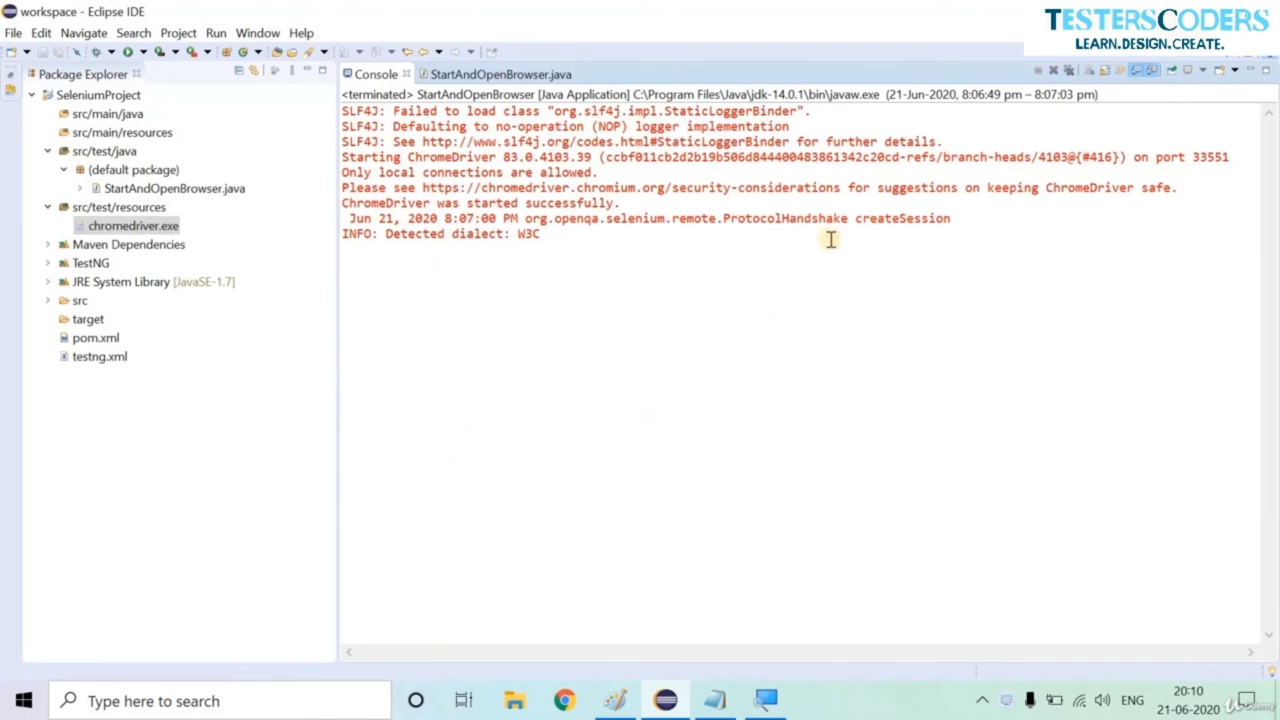 workspace - Eclipse IDE
TESTERSCODERS
LEARN.DESIGN.CREATE.
File Edit Navigate Search Project Run Window Help
Package Explorer
Console
StartAndOpenBrowser.java
<terminated> StartAndOpenBrowser [Java Application] C:\Program Files\Java\jdk-14.0.1\bin\javaw.exe (21-Jun-2020, 8:06:49 pm – 8:07:03 pm)
SeleniumProject
src/main/java
src/main/resources
src/test/java
(default package)
StartAndOpenBrowser.java
src/test/resources
chromedriver.exe
Maven Dependencies
TestNG
JRE System Library [JavaSE-1.7]
src
target
pom.xml
testng.xml
SLF4J: Failed to load class "org.slf4j.impl.StaticLoggerBinder".
SLF4J: Defaulting to no-operation (NOP) logger implementation
SLF4J: See http://www.slf4j.org/codes.html#StaticLoggerBinder for further details.
Starting ChromeDriver 83.0.4103.39 (ccbf011cb2d2b19b506d844400483861342c20cd-refs/branch-heads/4103@{#416}) on port 33551
Only local connections are allowed.
Please see https://chromedriver.chromium.org/security-considerations for suggestions on keeping ChromeDriver safe.
ChromeDriver was started successfully.
Jun 21, 2020 8:07:00 PM org.openqa.selenium.remote.ProtocolHandshake createSession
INFO: Detected dialect: W3C
Type here to search
ENG
20:10
21-06-2020
Udemy